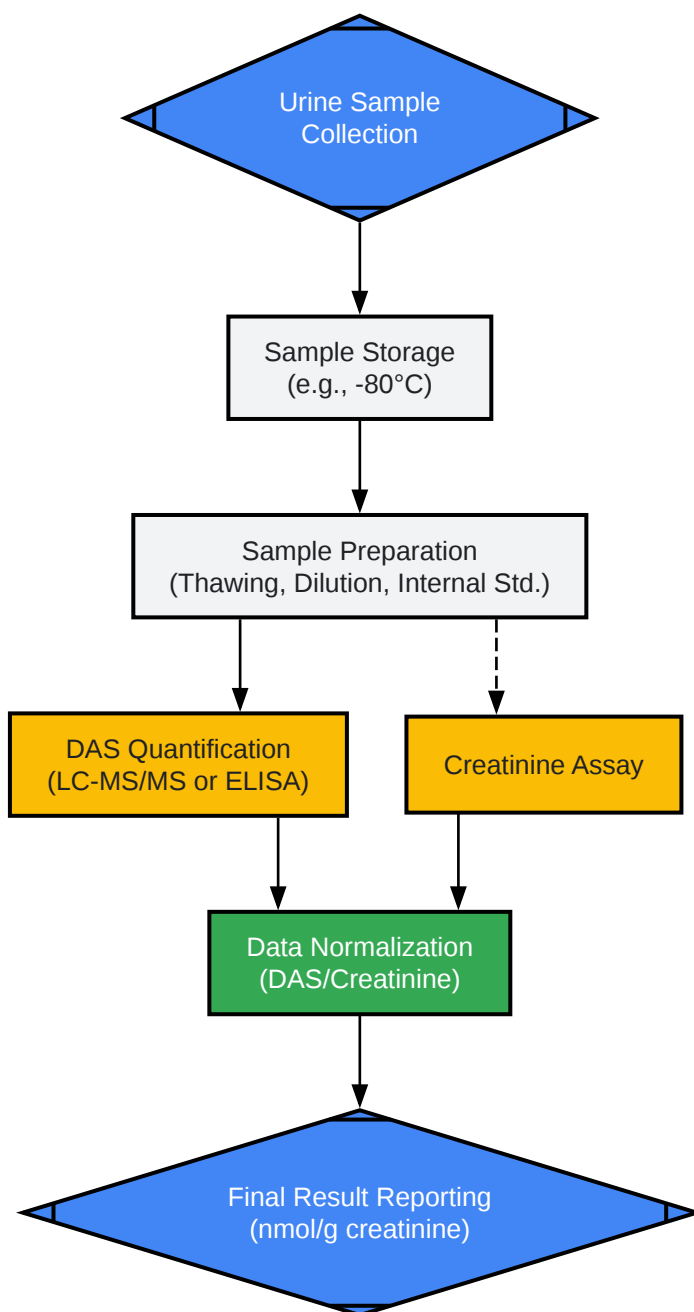 Urine Sample
Collection
Sample Storage
(e.g., -80°C)
Sample Preparation
(Thawing, Dilution, Internal Std.)
DAS Quantification
(LC-MS/MS or ELISA)
Creatinine Assay
Data Normalization
(DAS/Creatinine)
Final Result Reporting
(nmol/g creatinine)